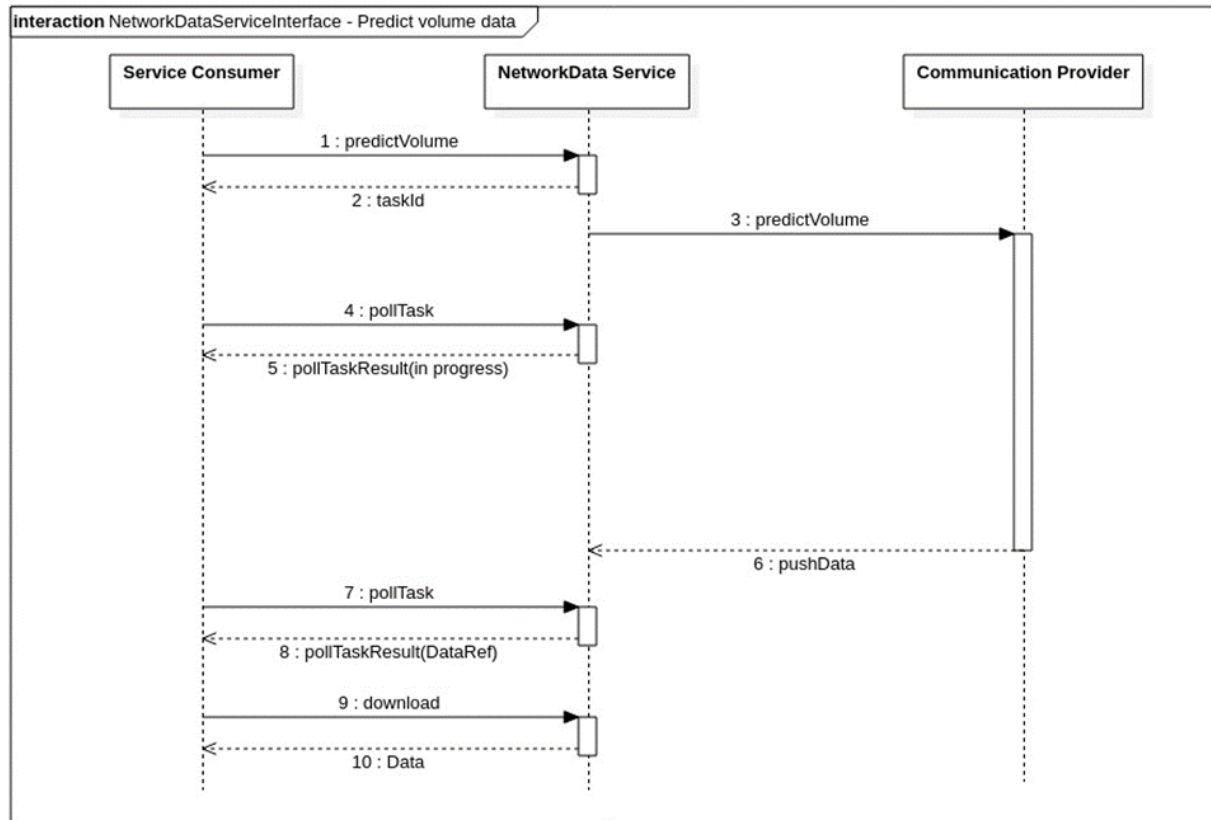 interaction NetworkDataServiceInterface - Predict volume data
Service Consumer
NetworkData Service
Communication Provider
1 : predictVolume
2 : taskId
3 : predictVolume
4 : pollTask
5 : pollTaskResult(in progress)
6 : pushData
7 : pollTask
8 : pollTaskResult(DataRef)
9 : download
10 : Data